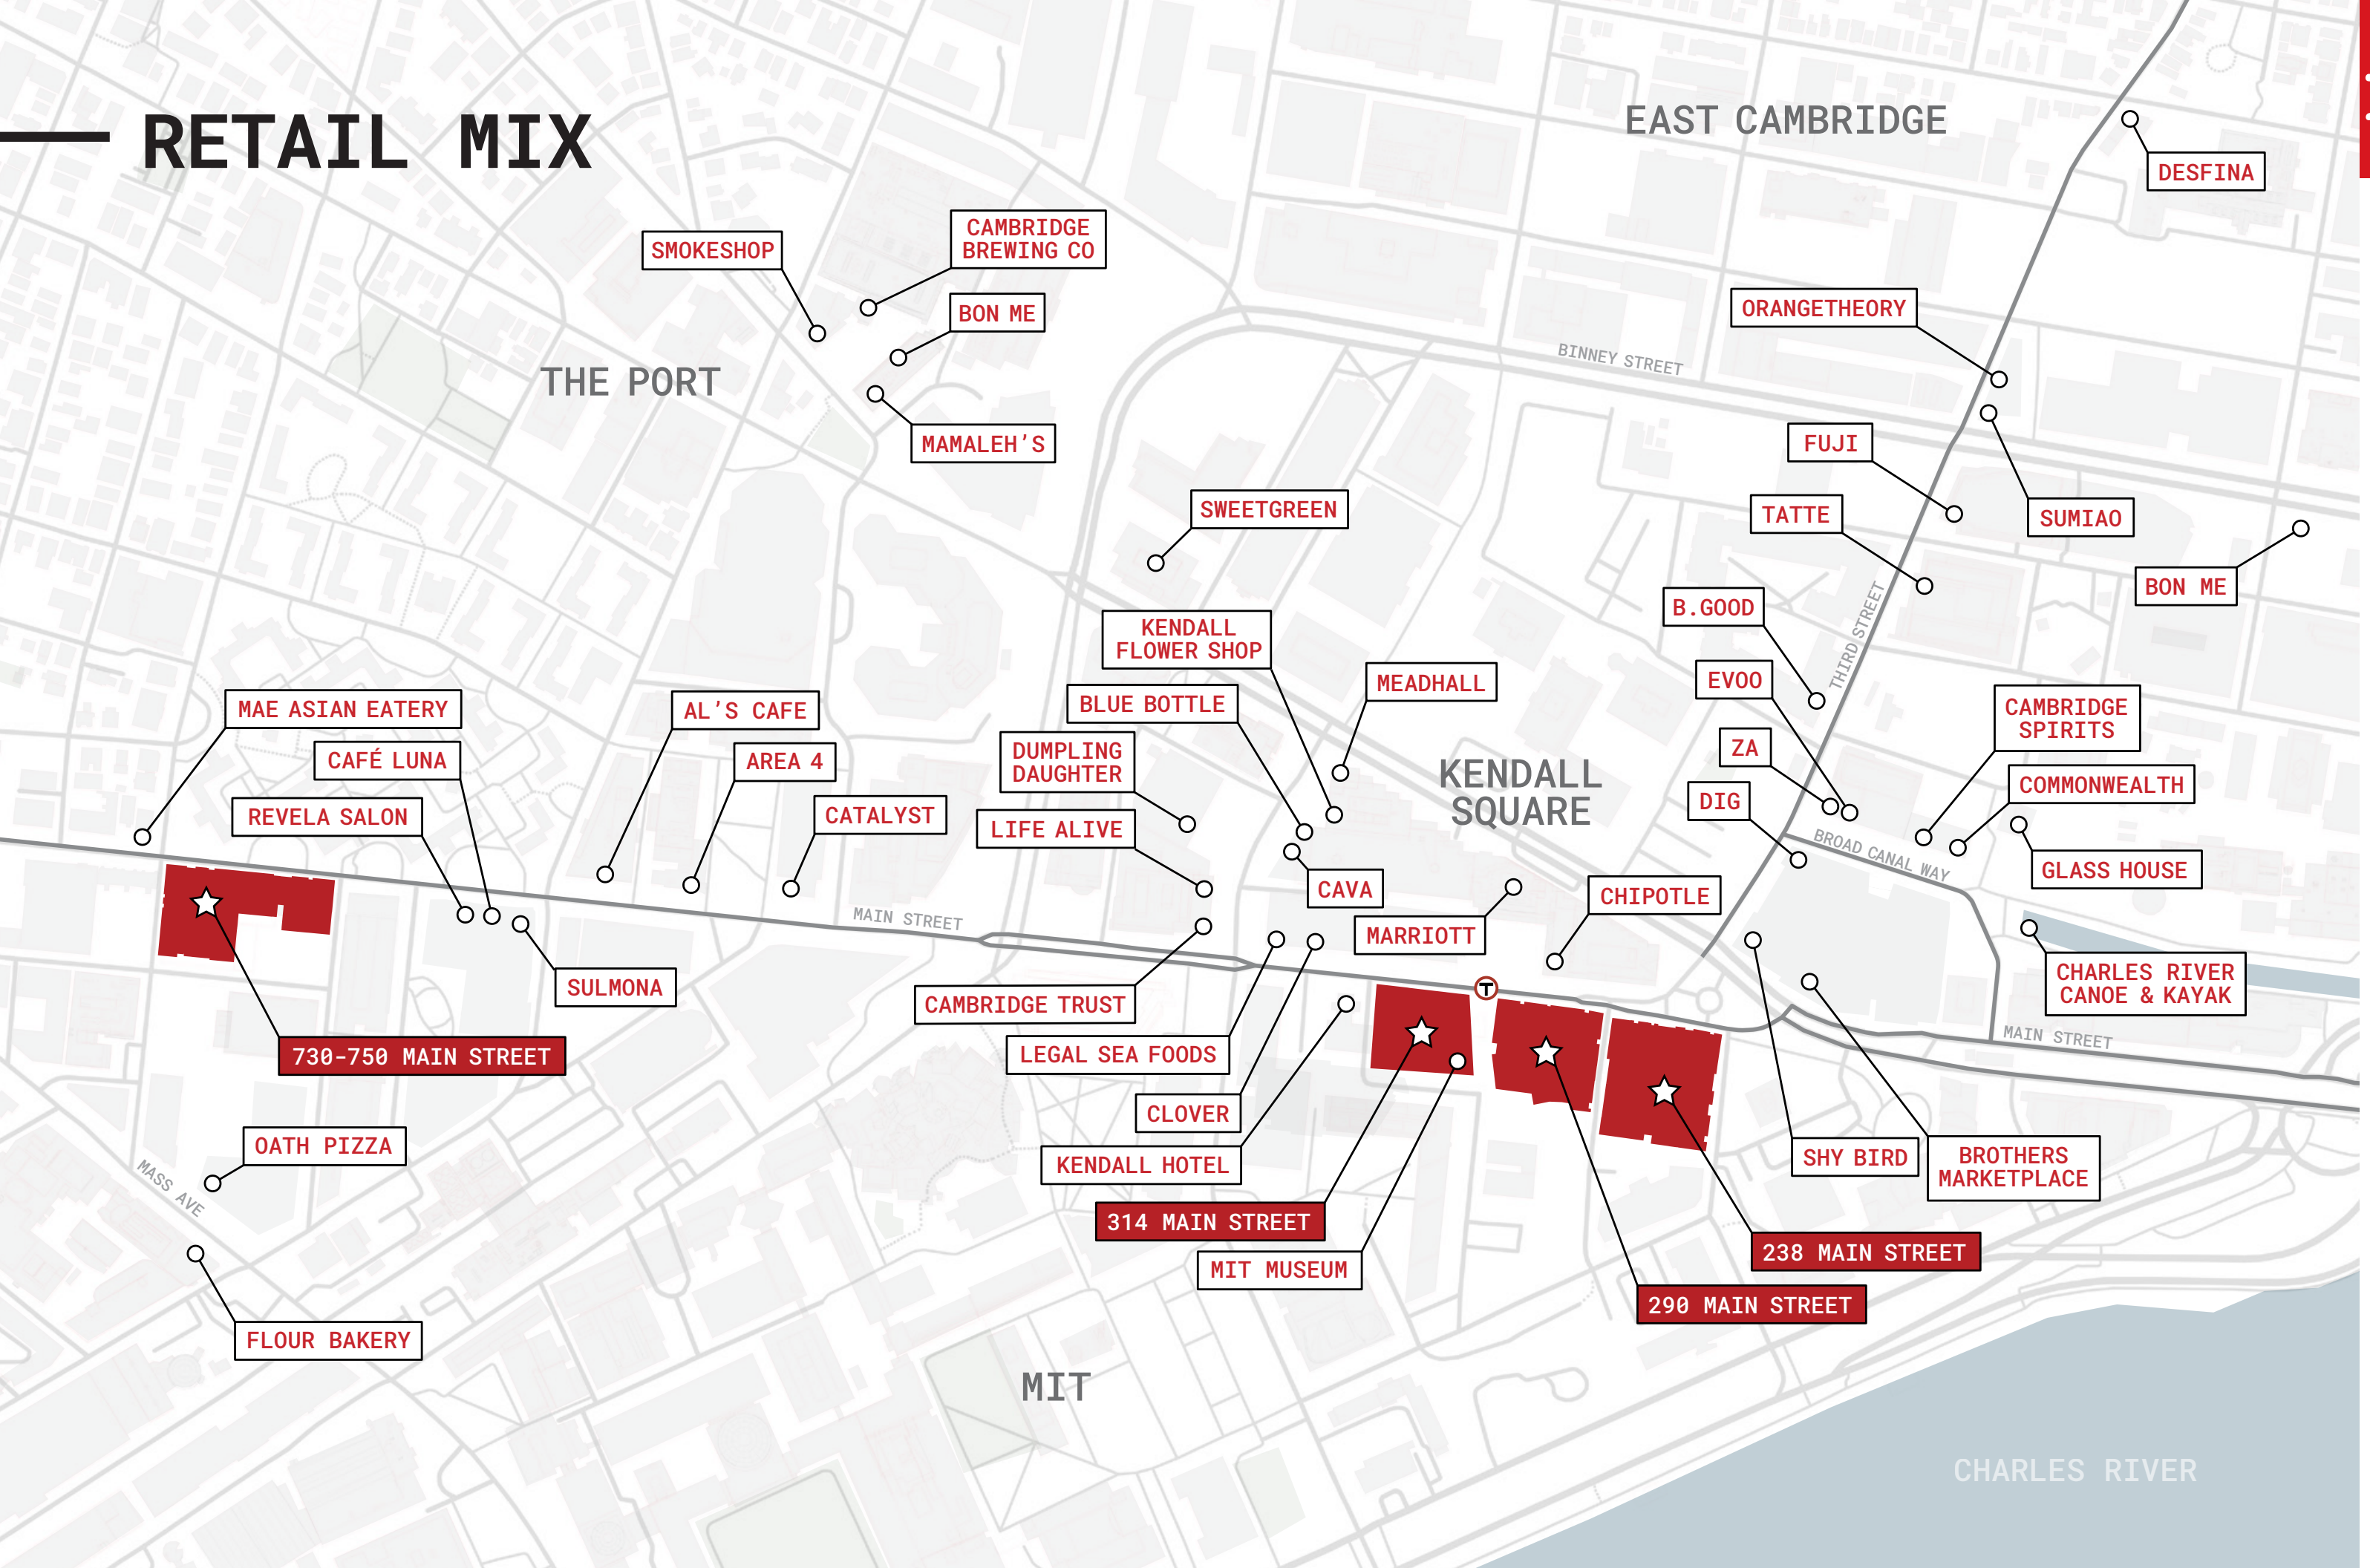 RETAIL MIX
EAST CAMBRIDGE
DESFINA
SMOKESHOP
CAMBRIDGE
BREWING CO
BON ME
MAMALEH'S
THE PORT
ORANGETHEORY
BINNEY STREET
FUJI
TATTE
SUMIAO
BON ME
SWEETGREEN
B.GOOD
THIRD STREET
KENDALL
FLOWER SHOP
MEADHALL
EVOO
BLUE BOTTLE
CAMBRIDGE
SPIRITS
MAE ASIAN EATERY
AL'S CAFE
CAFÉ LUNA
AREA 4
DUMPLING
DAUGHTER
KENDALL
SQUARE
ZA
COMMONWEALTH
DIG
REVELA SALON
CATALYST
LIFE ALIVE
BROAD CANAL WAY
GLASS HOUSE
CAVA
CHIPOTLE
MAIN STREET
MARRIOTT
SULMONA
T
CAMBRIDGE TRUST
CHARLES RIVER
CANOE & KAYAK
MAIN STREET
730-750 MAIN STREET
LEGAL SEA FOODS
CLOVER
OATH PIZZA
KENDALL HOTEL
SHY BIRD
BROTHERS
MARKETPLACE
MASS AVE
314 MAIN STREET
238 MAIN STREET
MIT MUSEUM
290 MAIN STREET
FLOUR BAKERY
MIT
CHARLES RIVER